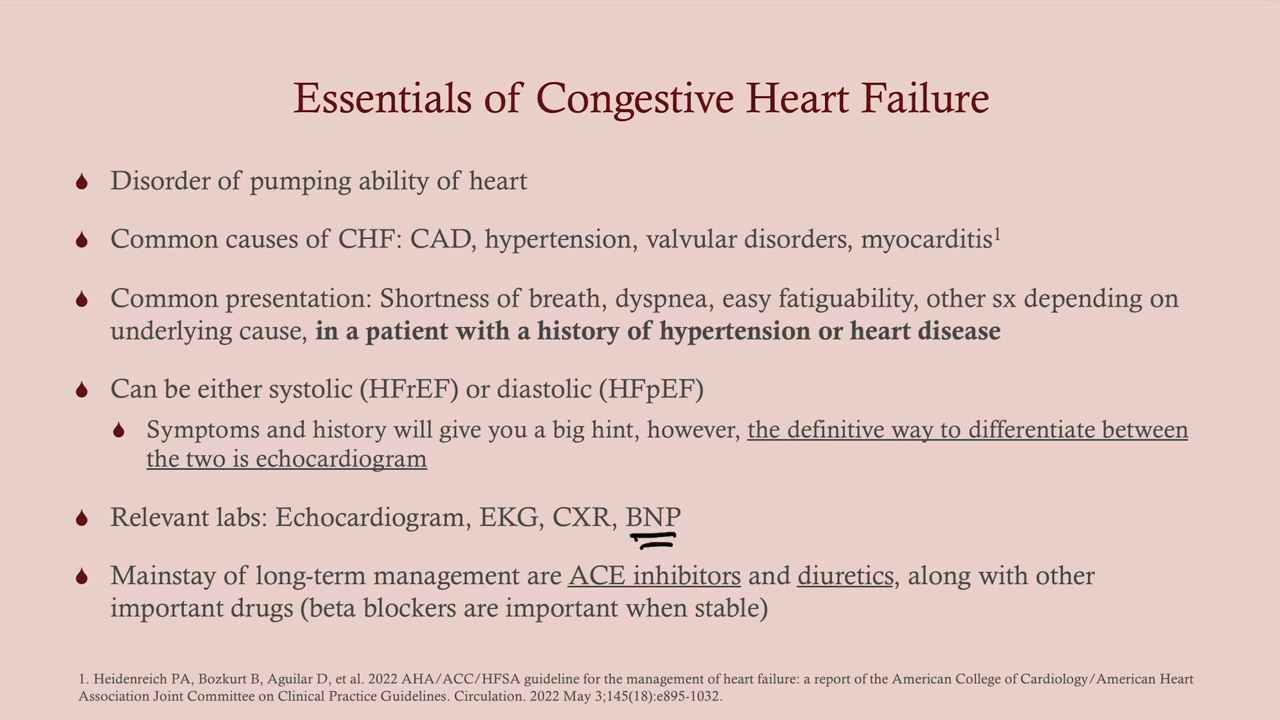 Essentials of Congestive Heart Failure
Disorder of pumping ability of heart
Common causes of CHF: CAD, hypertension, valvular disorders, myocarditis¹
Common presentation: Shortness of breath, dyspnea, easy fatiguability, other sx depending on
underlying cause, in a patient with a history of hypertension or heart disease
Can be either systolic (HFrEF) or diastolic (HFpEF)
Symptoms and history will give you a big hint, however, the definitive way to differentiate between
the two is echocardiogram
Relevant labs: Echocardiogram, EKG, CXR, BNP
Mainstay of long-term management are ACE inhibitors and diuretics, along with other
important drugs (beta blockers are important when stable)
1. Heidenreich PA, Bozkurt B, Aguilar D, et al. 2022 AHA/ACC/HFSA guideline for the management of heart failure: a report of the American College of Cardiology/American Heart
Association Joint Committee on Clinical Practice Guidelines. Circulation. 2022 May 3;145(18):e895-1032.